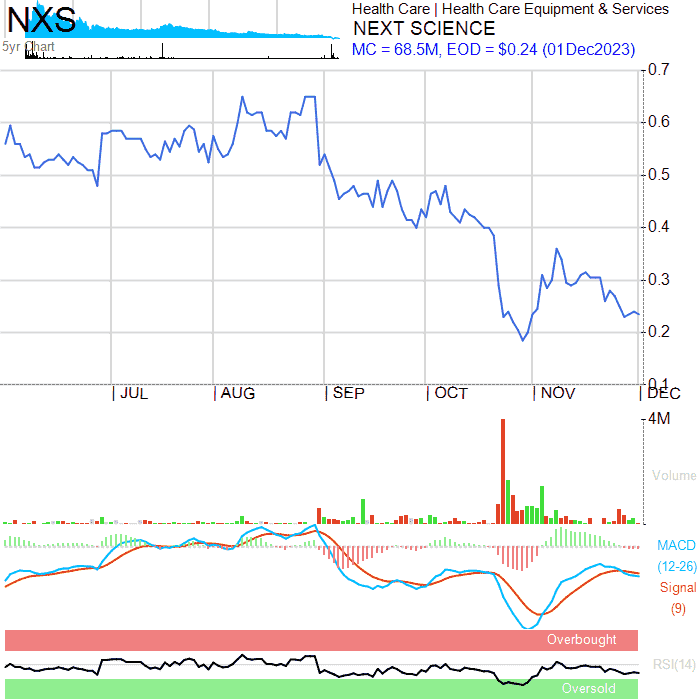 NXS
5yr Chart
Health Care | Health Care Equipment & Services
NEXT SCIENCE
MC = 68.5M, EOD = $0.24 (01Dec2023)
0.7
0.6
0.5
0.4
0.3
0.2
0.1
JUL AUG SEP OCT NOV DEC
4M
Volume
MACD
(12-26)
Signal
(9)
Overbought
RSI(14)
Oversold